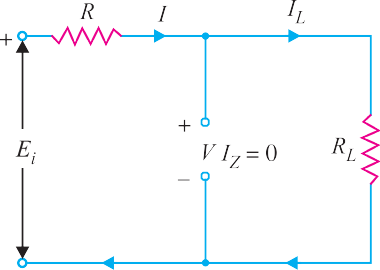 R I I_L
+
+
E_i V I_Z = 0 R_L
–